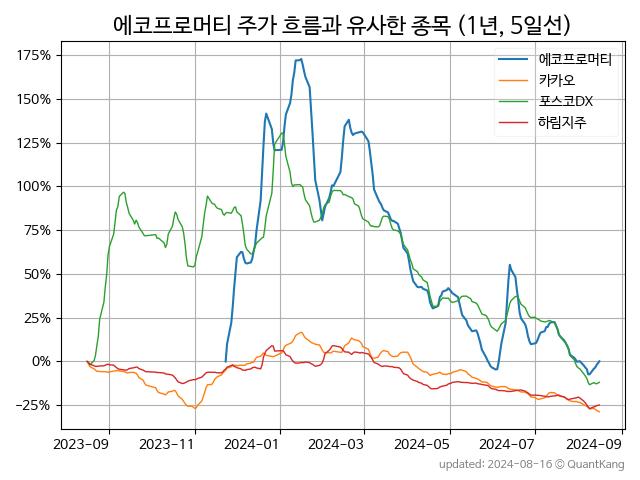 에코프로머티 주가 흐름과 유사한 종목 (1년, 5일선)
175%
150%
125%
100%
75%
50%
25%
0%
−25%
에코프로머티
카카오
포스코DX
하림지주
2023-09 2023-11 2024-01 2024-03 2024-05 2024-07 2024-09
updated: 2024-08-16 © QuantKang